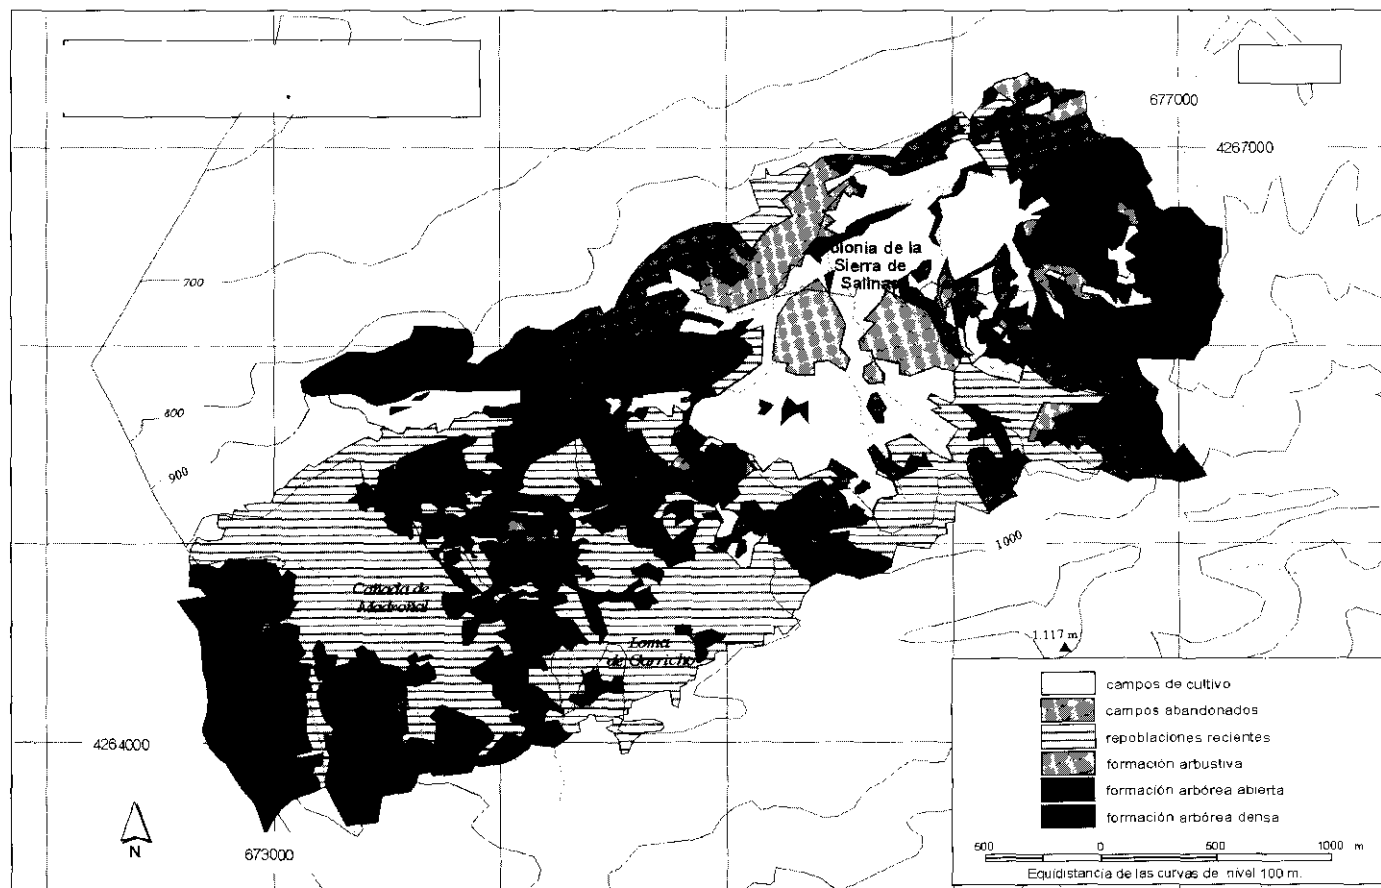 677000
4267000
olonia de la
Sierra de
Salinas
700
800
900
1000
Cañada de
Madroñal
Loma
de Garricho
1.117 m
4264000
N
673000
campos de cultivo
campos abandonados
repoblaciones recientes
formación arbustiva
formación arbórea abierta
formación arbórea densa
500 0 500 1000 m
Equidistancia de las curvas de nivel 100 m.